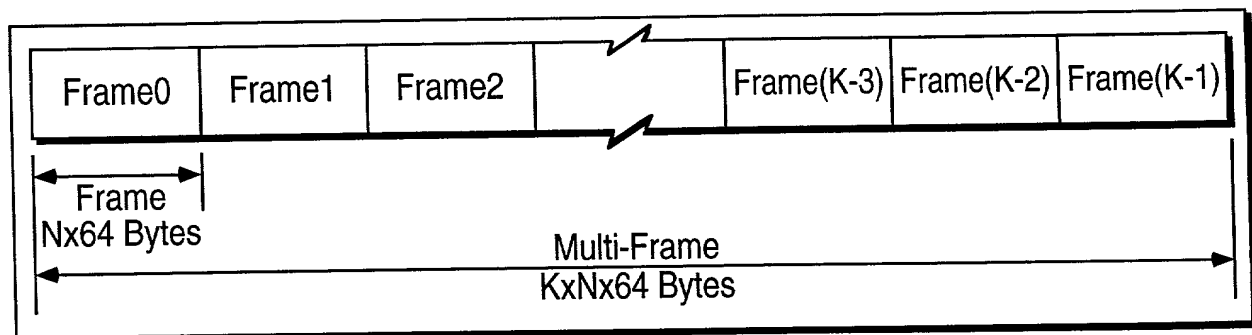 Frame0 Frame1 Frame2 Frame(K-3) Frame(K-2) Frame(K-1)
Frame
Nx64 Bytes
Multi-Frame
KxNx64 Bytes